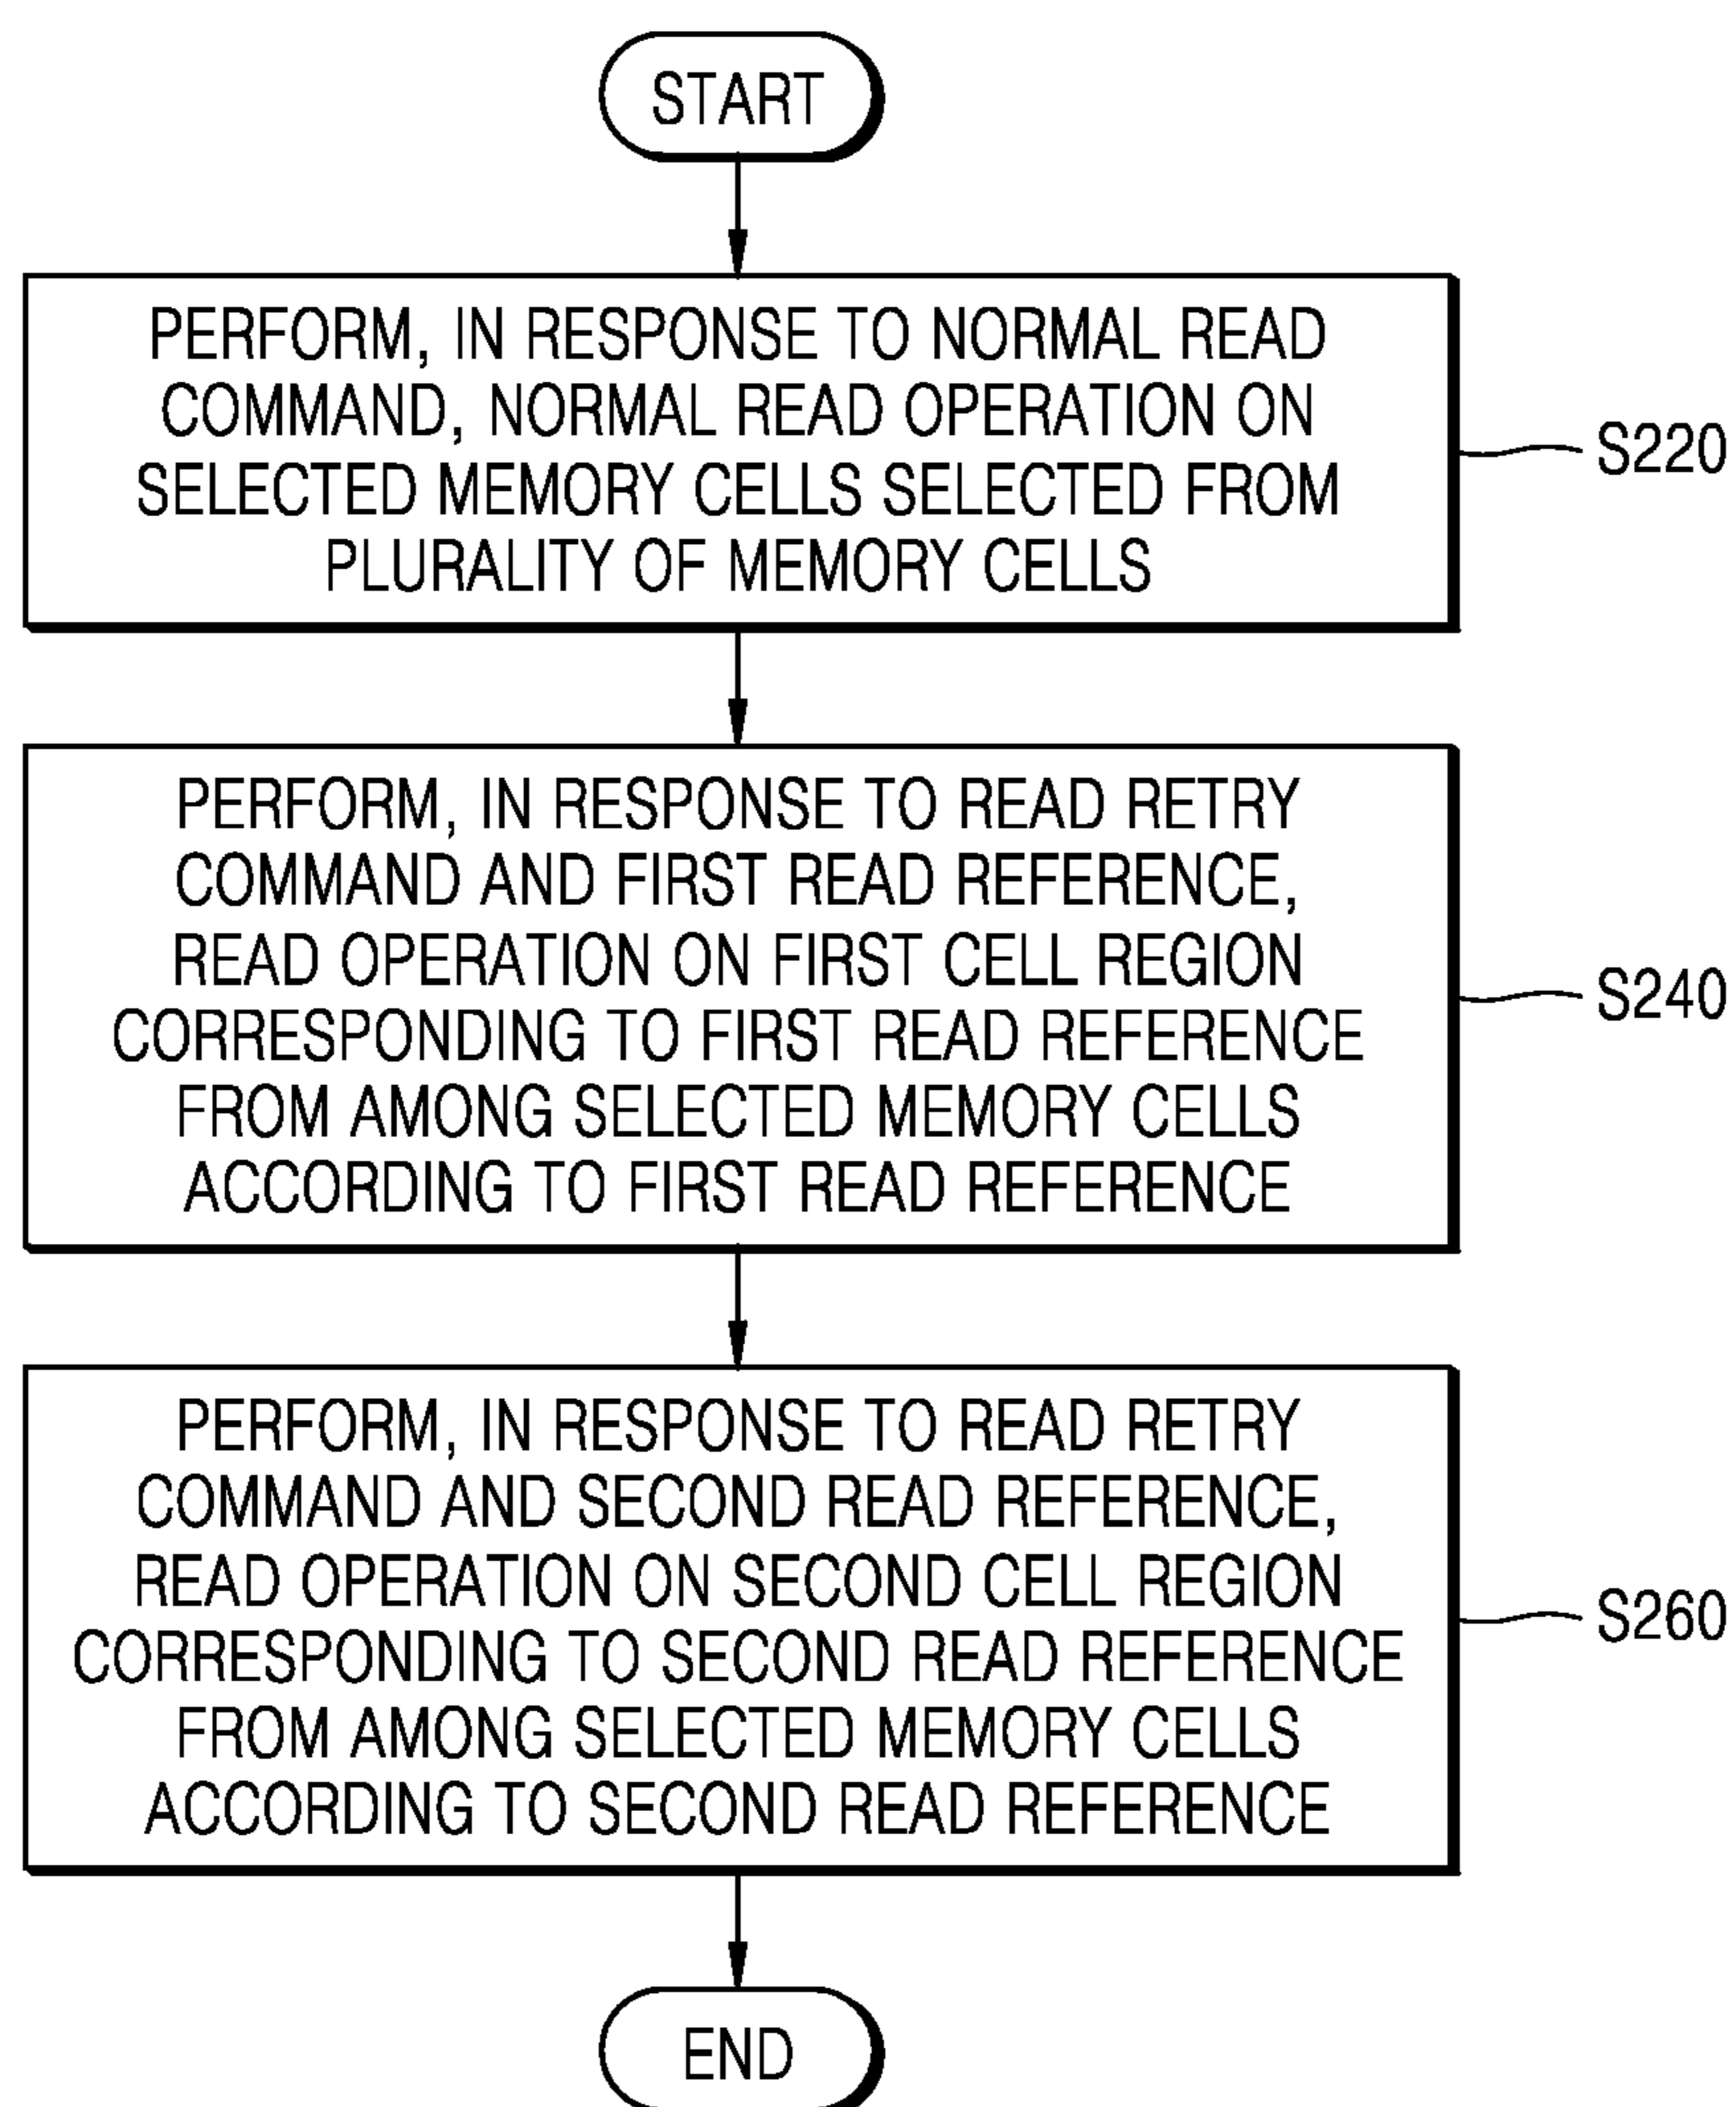 START
PERFORM, IN RESPONSE TO NORMAL READ
COMMAND, NORMAL READ OPERATION ON
SELECTED MEMORY CELLS SELECTED FROM
PLURALITY OF MEMORY CELLS
S220
PERFORM, IN RESPONSE TO READ RETRY
COMMAND AND FIRST READ REFERENCE,
READ OPERATION ON FIRST CELL REGION
CORRESPONDING TO FIRST READ REFERENCE
FROM AMONG SELECTED MEMORY CELLS
ACCORDING TO FIRST READ REFERENCE
S240
PERFORM, IN RESPONSE TO READ RETRY
COMMAND AND SECOND READ REFERENCE,
READ OPERATION ON SECOND CELL REGION
CORRESPONDING TO SECOND READ REFERENCE
FROM AMONG SELECTED MEMORY CELLS
ACCORDING TO SECOND READ REFERENCE
S260
END